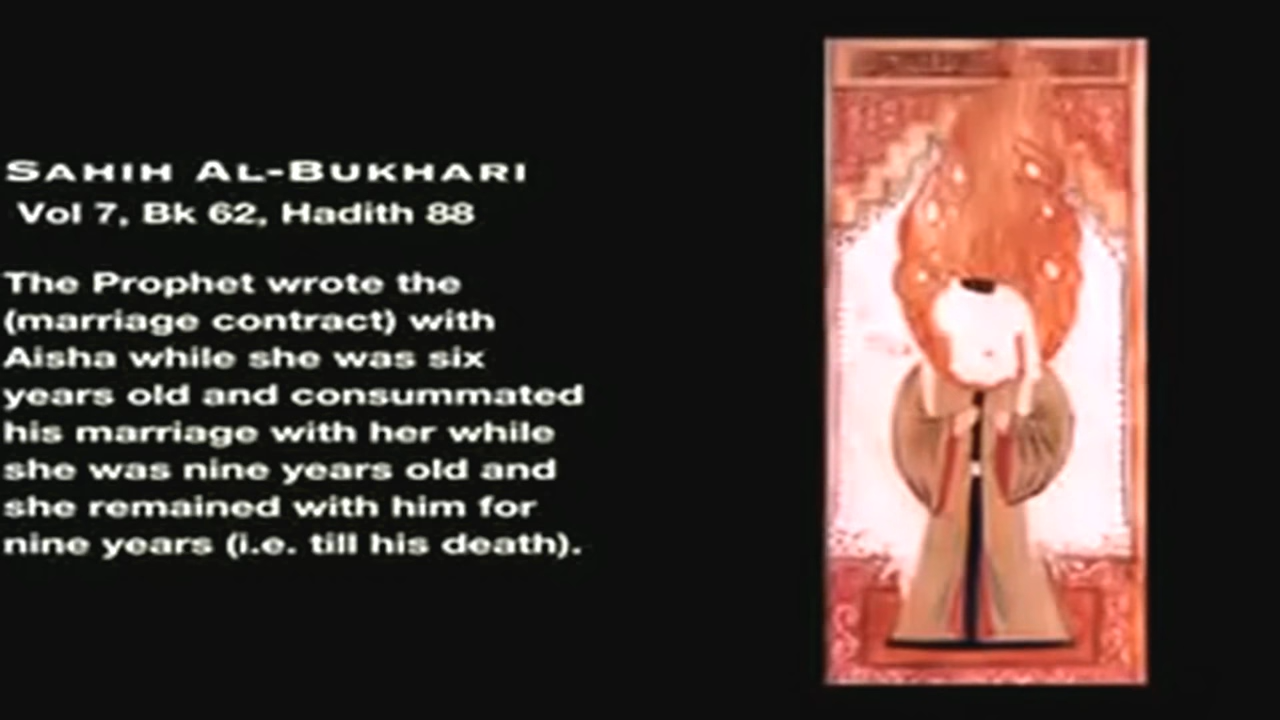 SAHIH AL-BUKHARI
Vol 7, Bk 62, Hadith 88
The Prophet wrote the
(marriage contract) with
Aisha while she was six
years old and consummated
his marriage with her while
she was nine years old and
she remained with him for
nine years (i.e. till his death).